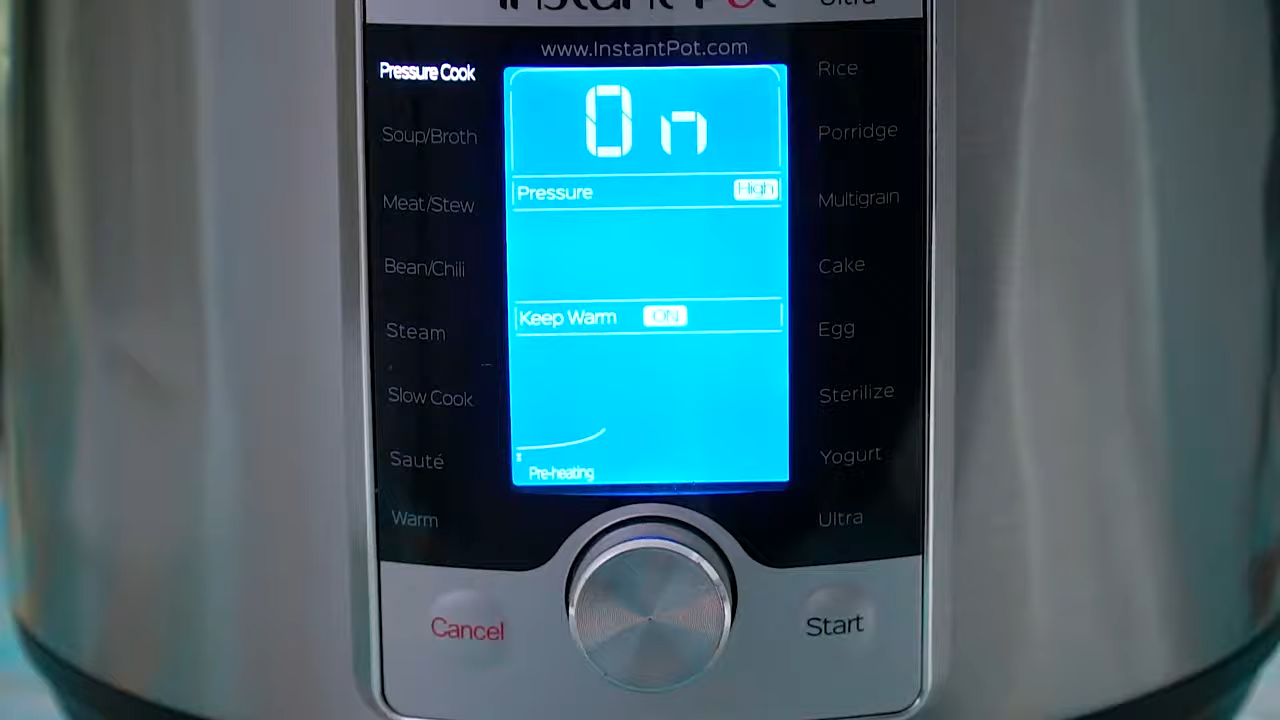 Instant Pot Ultra
www.InstantPot.com
Pressure Cook
Soup/Broth
Meat/Stew
Bean/Chili
Steam
Slow Cook
Sauté
Warm
On
Pressure High
Keep Warm ON
Pre-heating
Rice
Porridge
Multigrain
Cake
Egg
Sterilize
Yogurt
Ultra
Cancel
Start